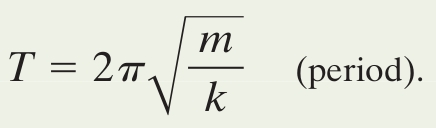 T = 2π√(m/k) (period).